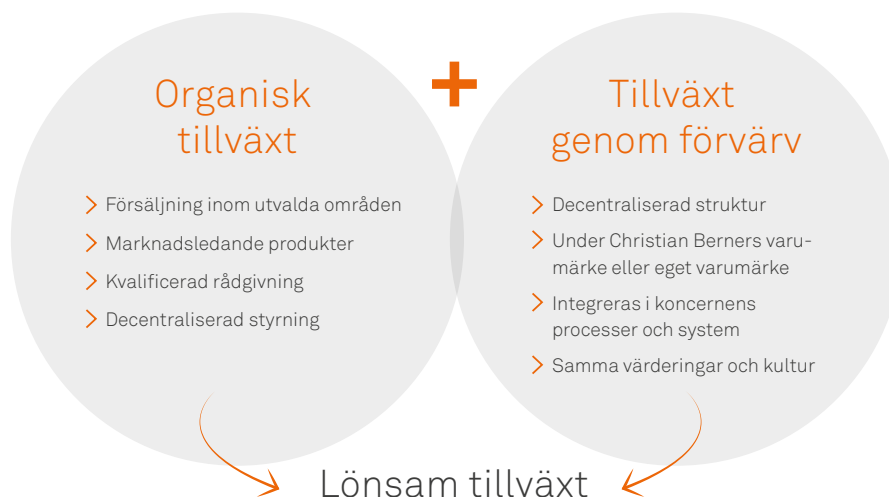 Organisk
tillväxt
Försäljning inom utvalda områden
Marknadsledande produkter
Kvalificerad rådgivning
Decentraliserad styrning
+
Tillväxt
genom förvärv
Decentraliserad struktur
Under Christian Berners varu-
märke eller eget varumärke
Integreras i koncernens
processer och system
Samma värderingar och kultur
Lönsam tillväxt